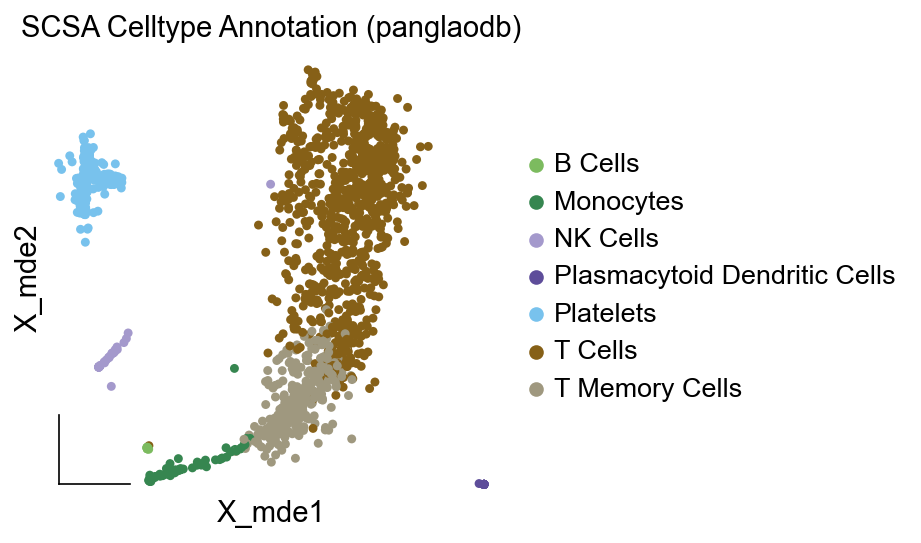 SCSA Celltype Annotation (panglaodb)
X_mde2
X_mde1
B Cells
Monocytes
NK Cells
Plasmacytoid Dendritic Cells
Platelets
T Cells
T Memory Cells